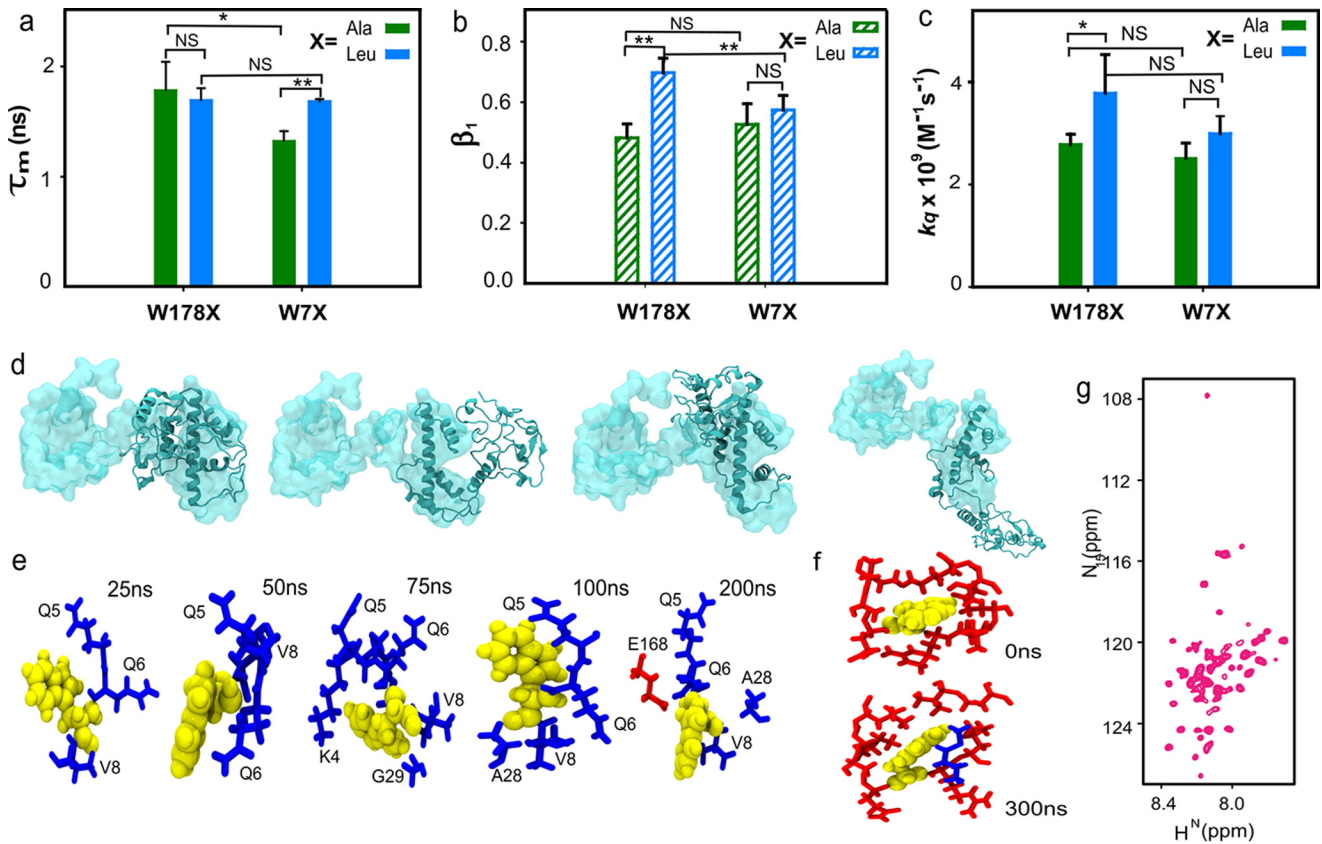 a
τm (ns)
2
1
0
*
NS
NS
**
X=
Ala
Leu
W178X
W7X
b
β1
0.8
0.6
0.4
0.2
0.0
NS
**
**
NS
X=
Ala
Leu
W178X
W7X
c
kq x 10⁹ (M⁻¹s⁻¹)
4
2
0
*
NS
NS
NS
X=
Ala
Leu
W178X
W7X
d
e
25ns
Q5
Q6
V8
50ns
Q5
V8
Q6
75ns
Q5
Q6
V8
K4
G29
100ns
Q5
Q6
A28
V8
200ns
Q5
E168
Q6
A28
V8
f
0ns
300ns
g
108
112
116
120
124
N15(ppm)
8.4
8.0
Hᴺ(ppm)